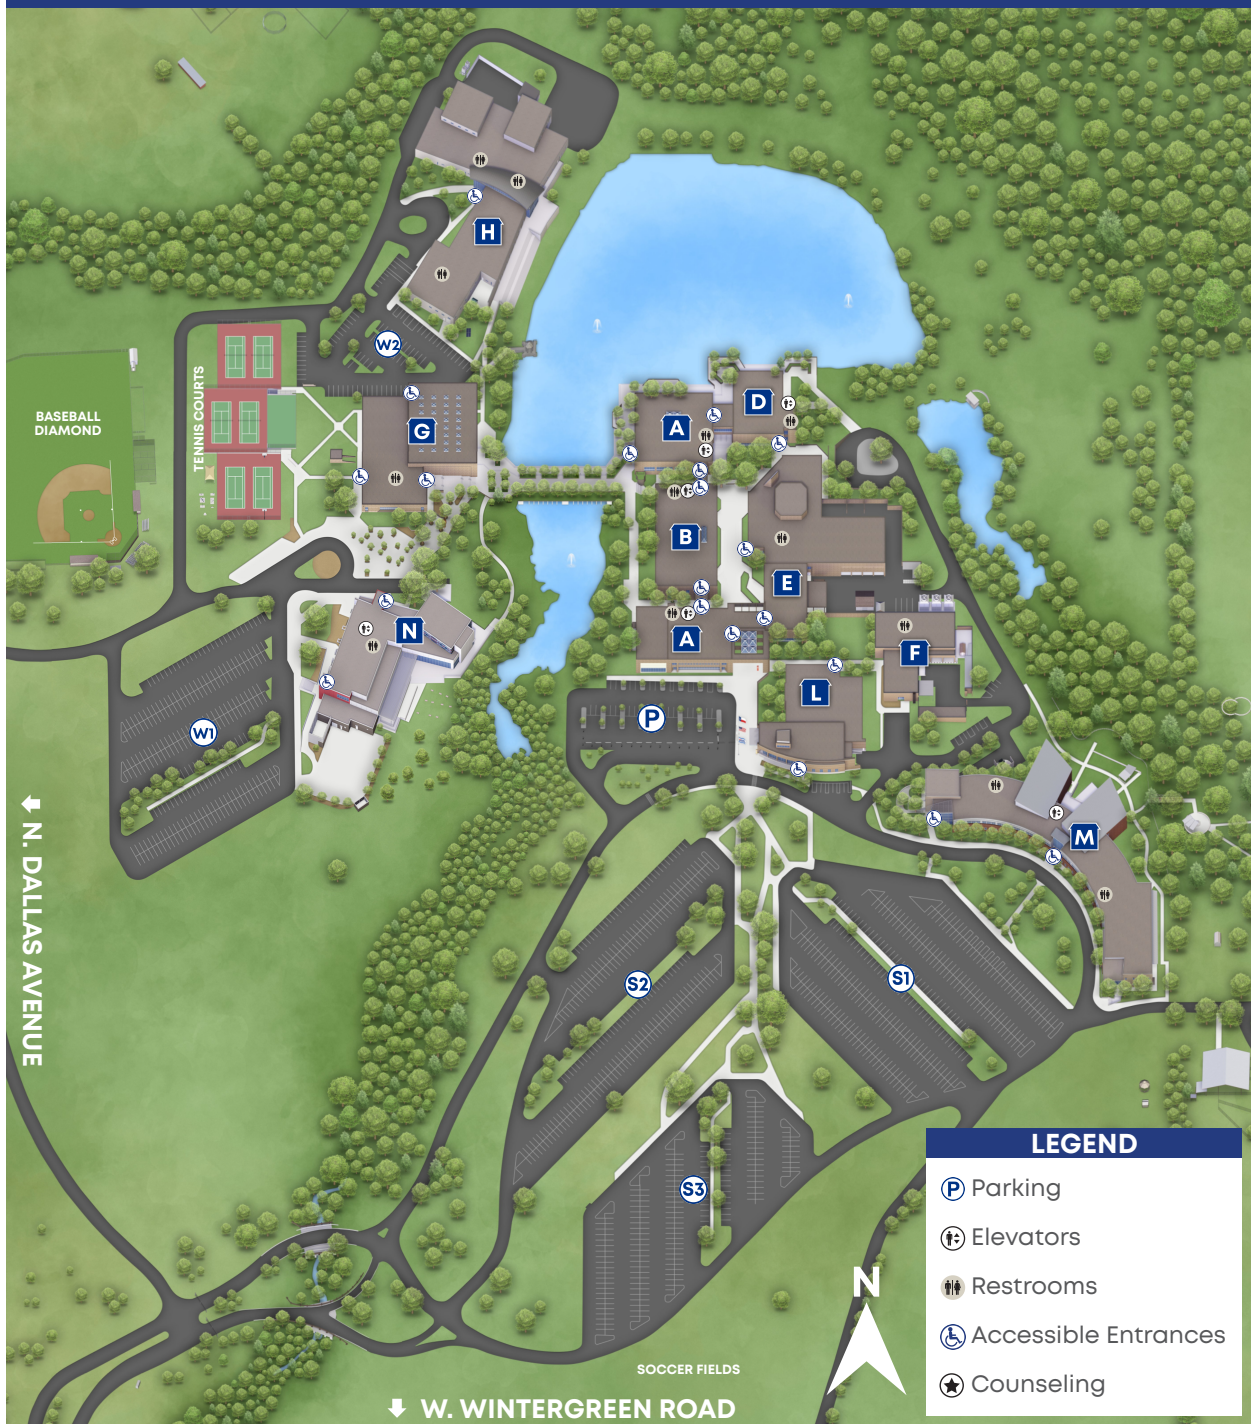 H
W2
TENNIS COURTS
BASEBALL
DIAMOND
G
A
D
B
E
A
N
F
L
P
W1
M
N. DALLAS AVENUE
S2
S1
S3
N
LEGEND
P Parking
Elevators
Restrooms
Accessible Entrances
Counseling
SOCCER FIELDS
W. WINTERGREEN ROAD